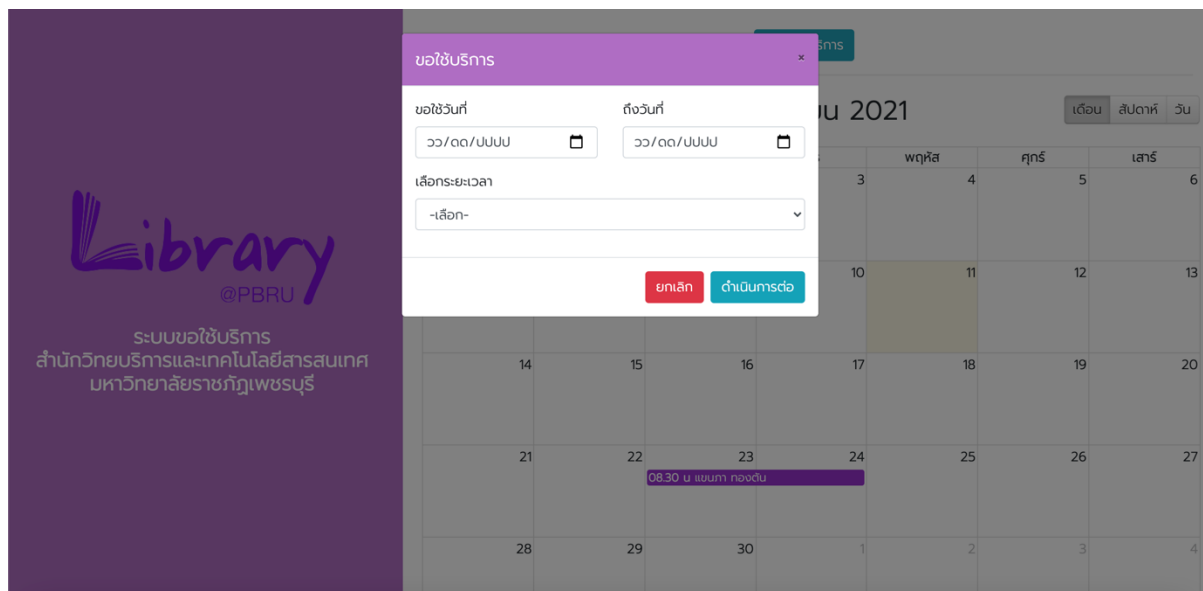 Library
@PBRU
ระบบขอใช้บริการ
สำนักวิทยบริการและเทคโนโลยีสารสนเทศ
มหาวิทยาลัยราชภัฏเพชรบุรี
ขอใช้บริการ ×
ขอใช้วันที่ ถึงวันที่
วว/ดด/ปปปป วว/ดด/ปปปป
เลือกระยะเวลา
-เลือก-
ยกเลิก ดำเนินการต่อ
2021
เดือน สัปดาห์ วัน
พฤหัส ศุกร์ เสาร์
3 4 5 6
10 11 12 13
14 15 16 17 18 19 20
21 22 23 24 25 26 27
08.30 น แขนภา ทองตัน
28 29 30 1 2 3 4